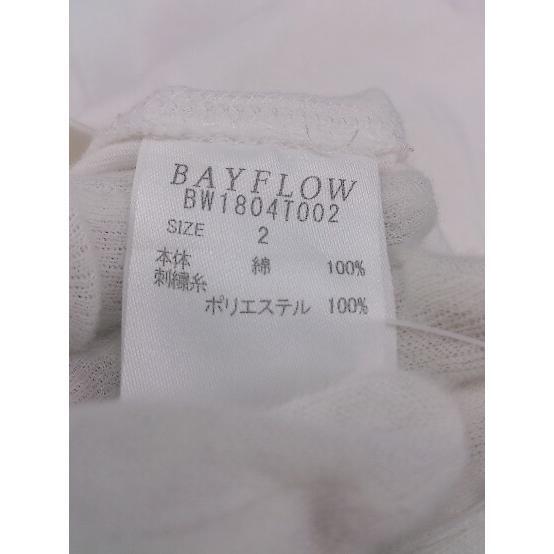 BAYFLOW
BW1804T002
SIZE 2
本体 綿 100%
刺繍糸
ポリエステル 100%